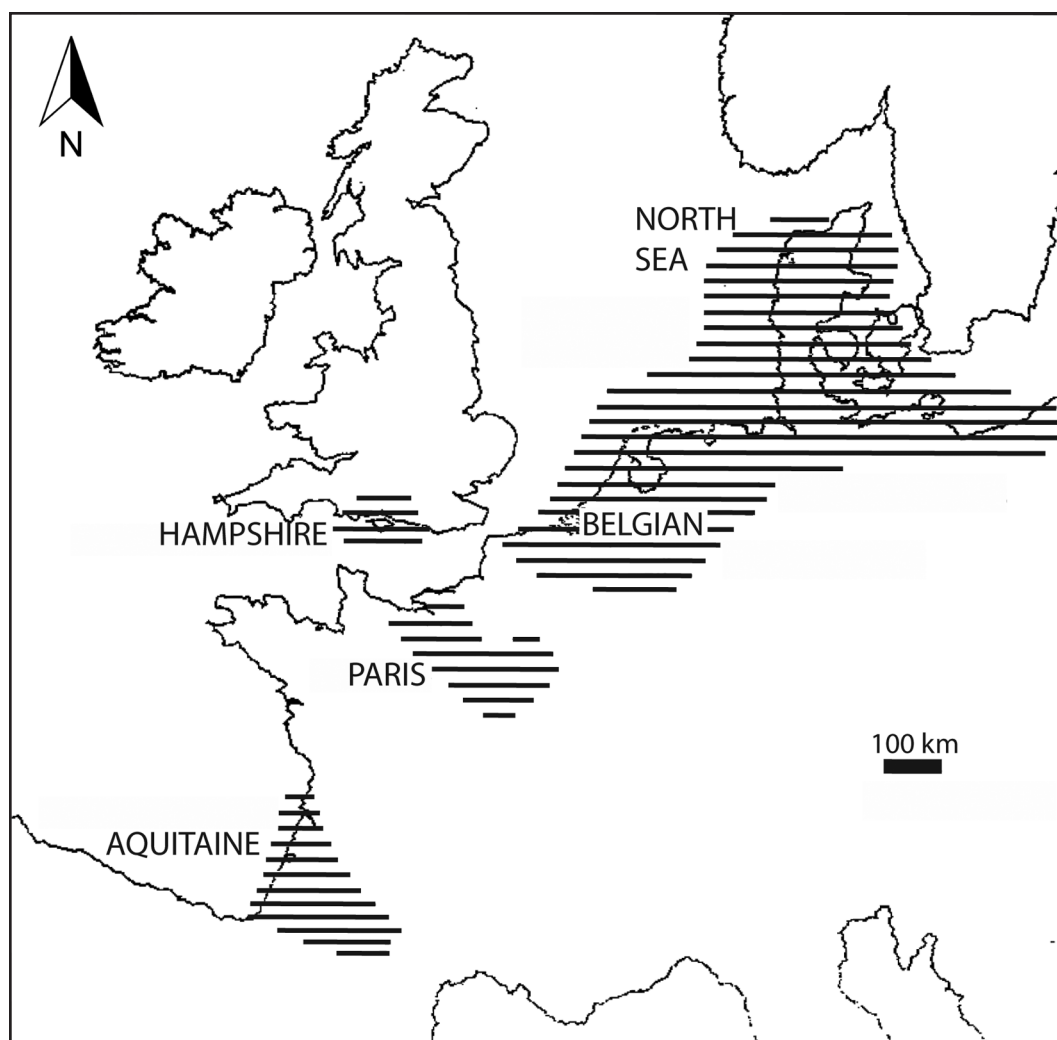 N
NORTH
SEA
HAMPSHIRE
BELGIAN
PARIS
100 km
AQUITAINE